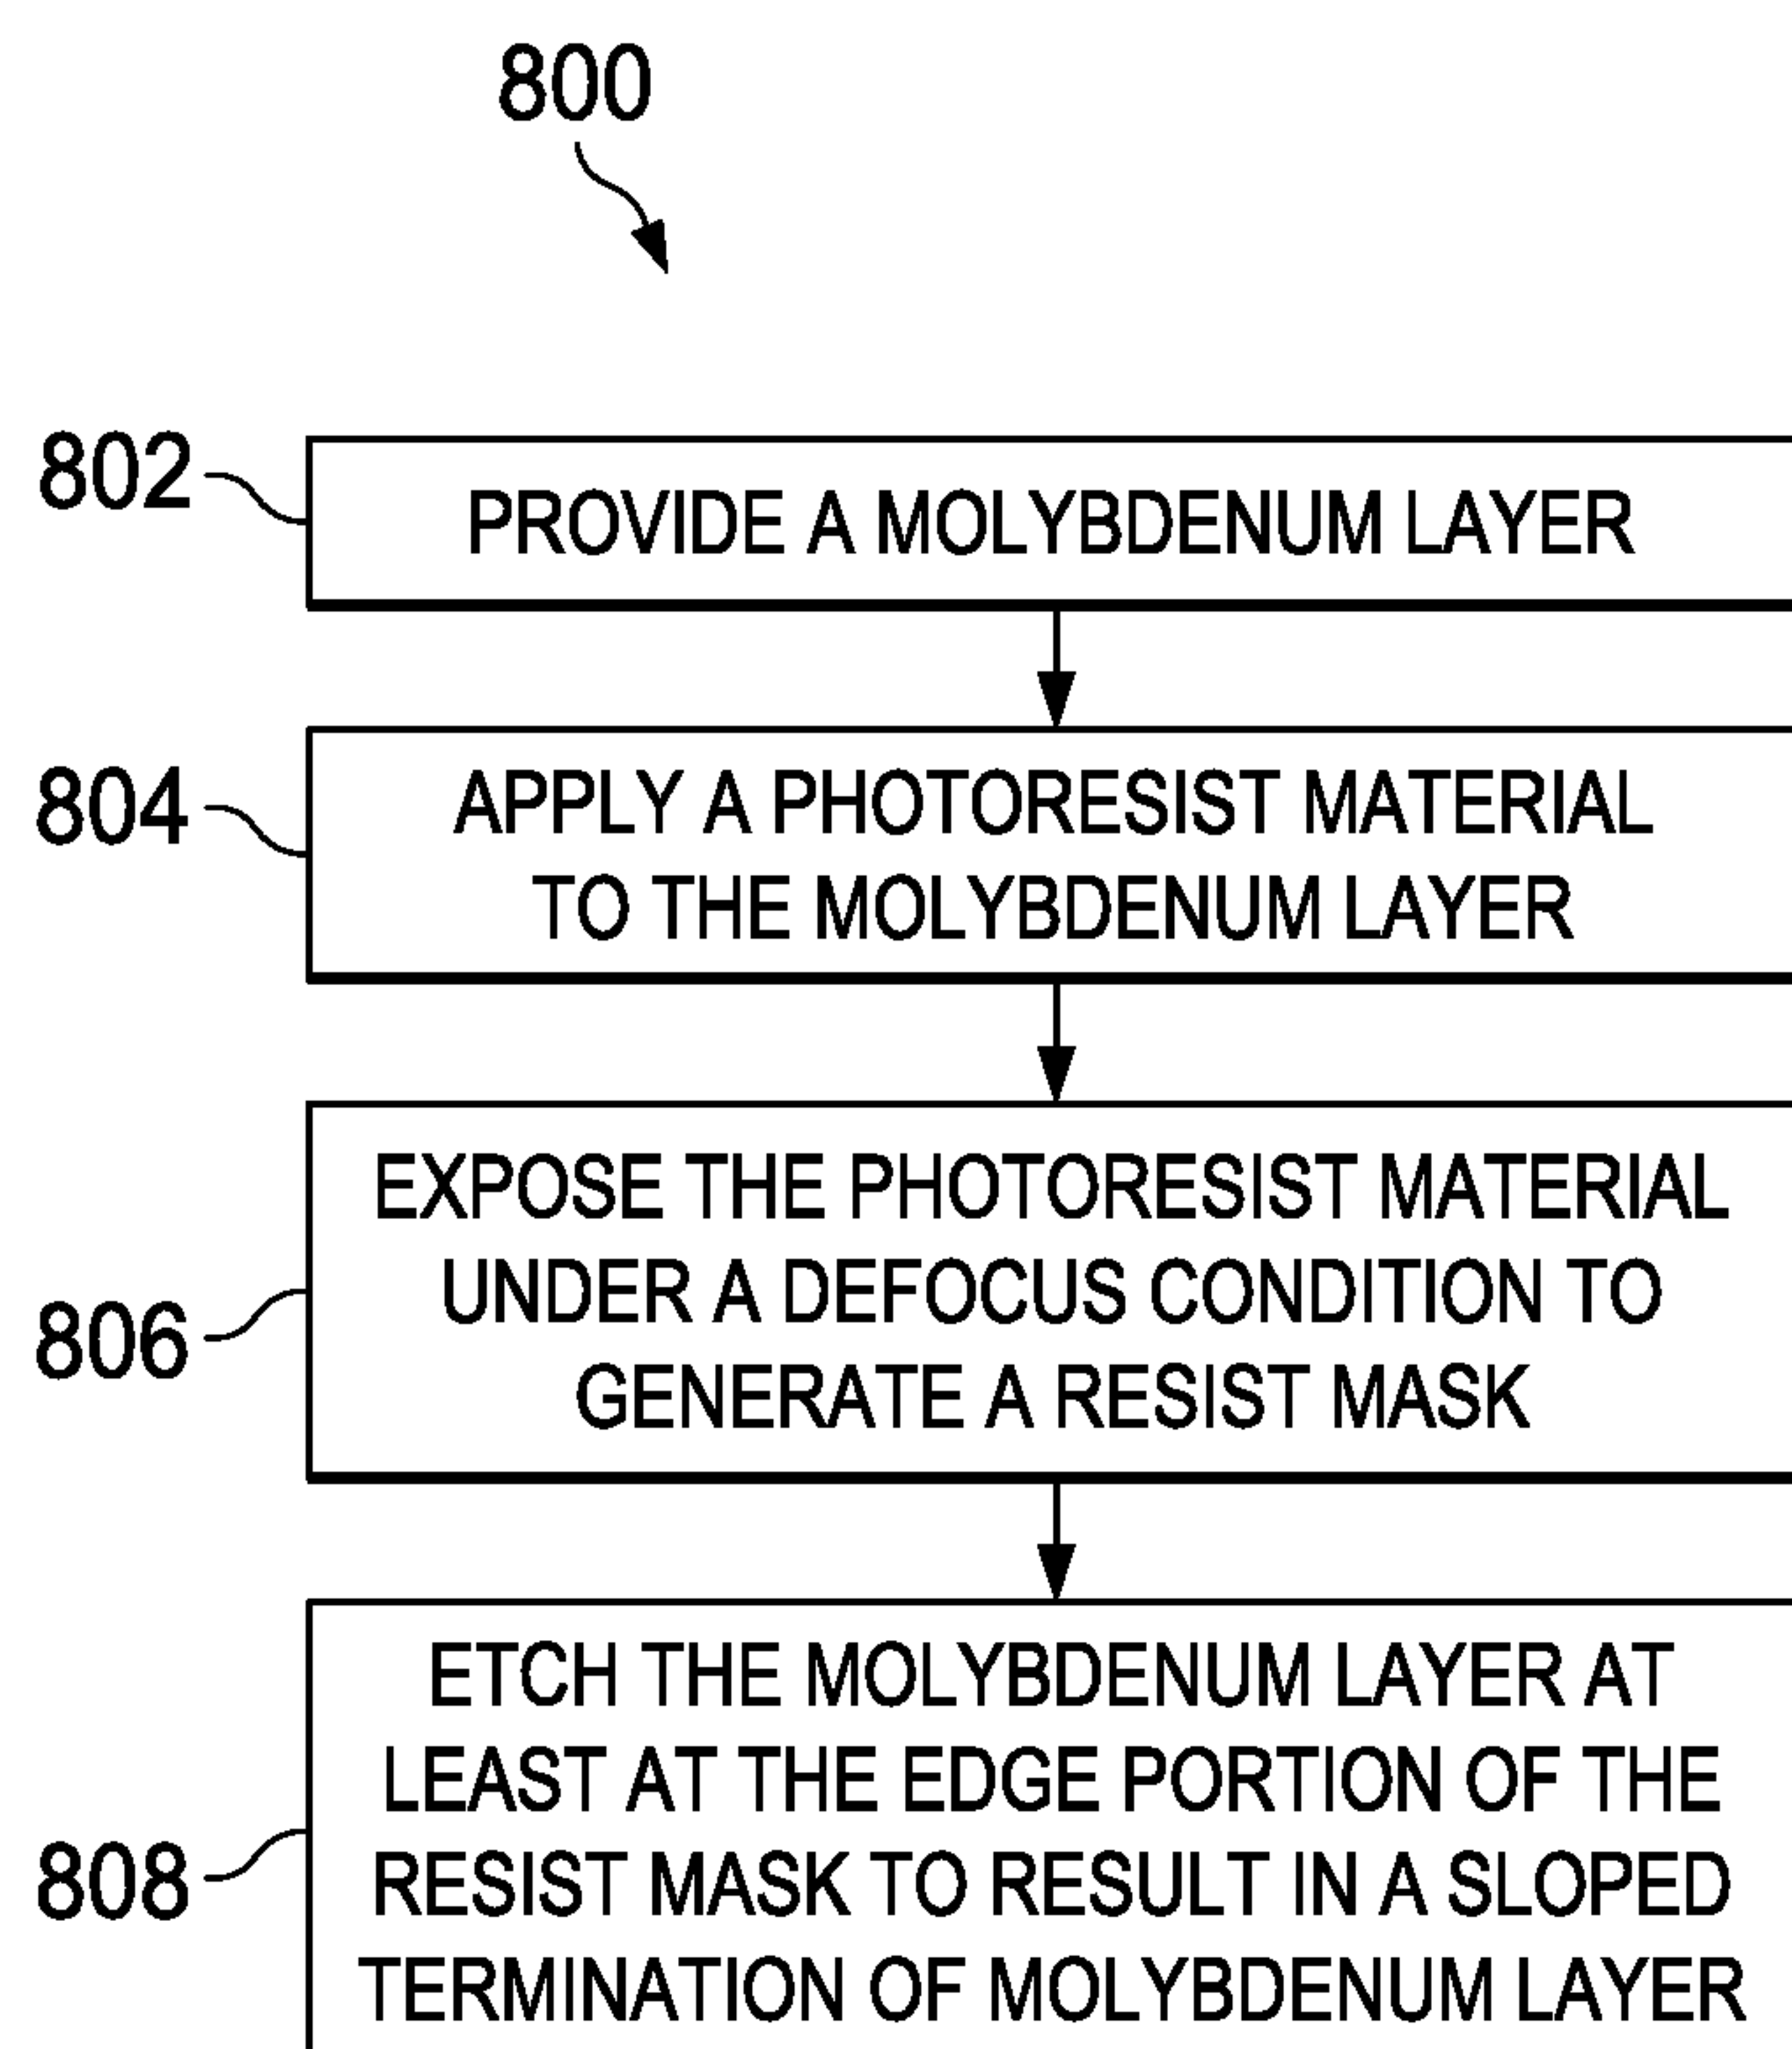 800
802
PROVIDE A MOLYBDENUM LAYER
804
APPLY A PHOTORESIST MATERIAL
TO THE MOLYBDENUM LAYER
806
EXPOSE THE PHOTORESIST MATERIAL
UNDER A DEFOCUS CONDITION TO
GENERATE A RESIST MASK
808
ETCH THE MOLYBDENUM LAYER AT
LEAST AT THE EDGE PORTION OF THE
RESIST MASK TO RESULT IN A SLOPED
TERMINATION OF MOLYBDENUM LAYER